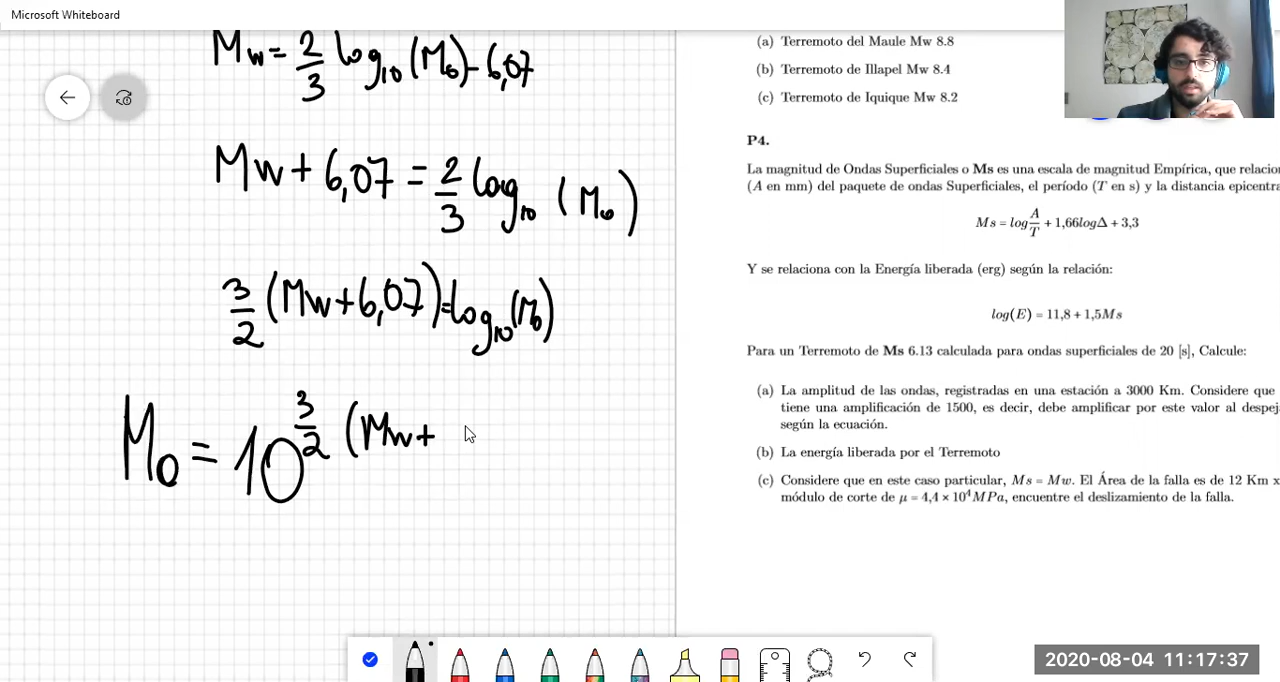 Microsoft Whiteboard
Mw = 2/3 log10 (M0) - 6,07
Mw + 6,07 = 2/3 log10 (M0)
3/2 (Mw + 6,07) = log10 (M0)
M0 = 10^3/2 (Mw +
(a) Terremoto del Maule Mw 8.8
(b) Terremoto de Illapel Mw 8.4
(c) Terremoto de Iquique Mw 8.2
P4.
La magnitud de Ondas Superficiales o Ms es una escala de magnitud Empírica, que relacio
(A en mm) del paquete de ondas Superficiales, el período (T en s) y la distancia epicentra
Ms = log A/T + 1,66logΔ + 3,3
Y se relaciona con la Energía liberada (erg) según la relación:
log(E) = 11,8 + 1,5Ms
Para un Terremoto de Ms 6.13 calculada para ondas superficiales de 20 [s], Calcule:
(a) La amplitud de las ondas, registradas en una estación a 3000 Km. Considere que
tiene una amplificación de 1500, es decir, debe amplificar por este valor al despej
según la ecuación.
(b) La energía liberada por el Terremoto
(c) Considere que en este caso particular, Ms = Mw. El Área de la falla es de 12 Km x
módulo de corte de μ = 4,4 × 10^4 MPa, encuentre el deslizamiento de la falla.
2020-08-04 11:17:37